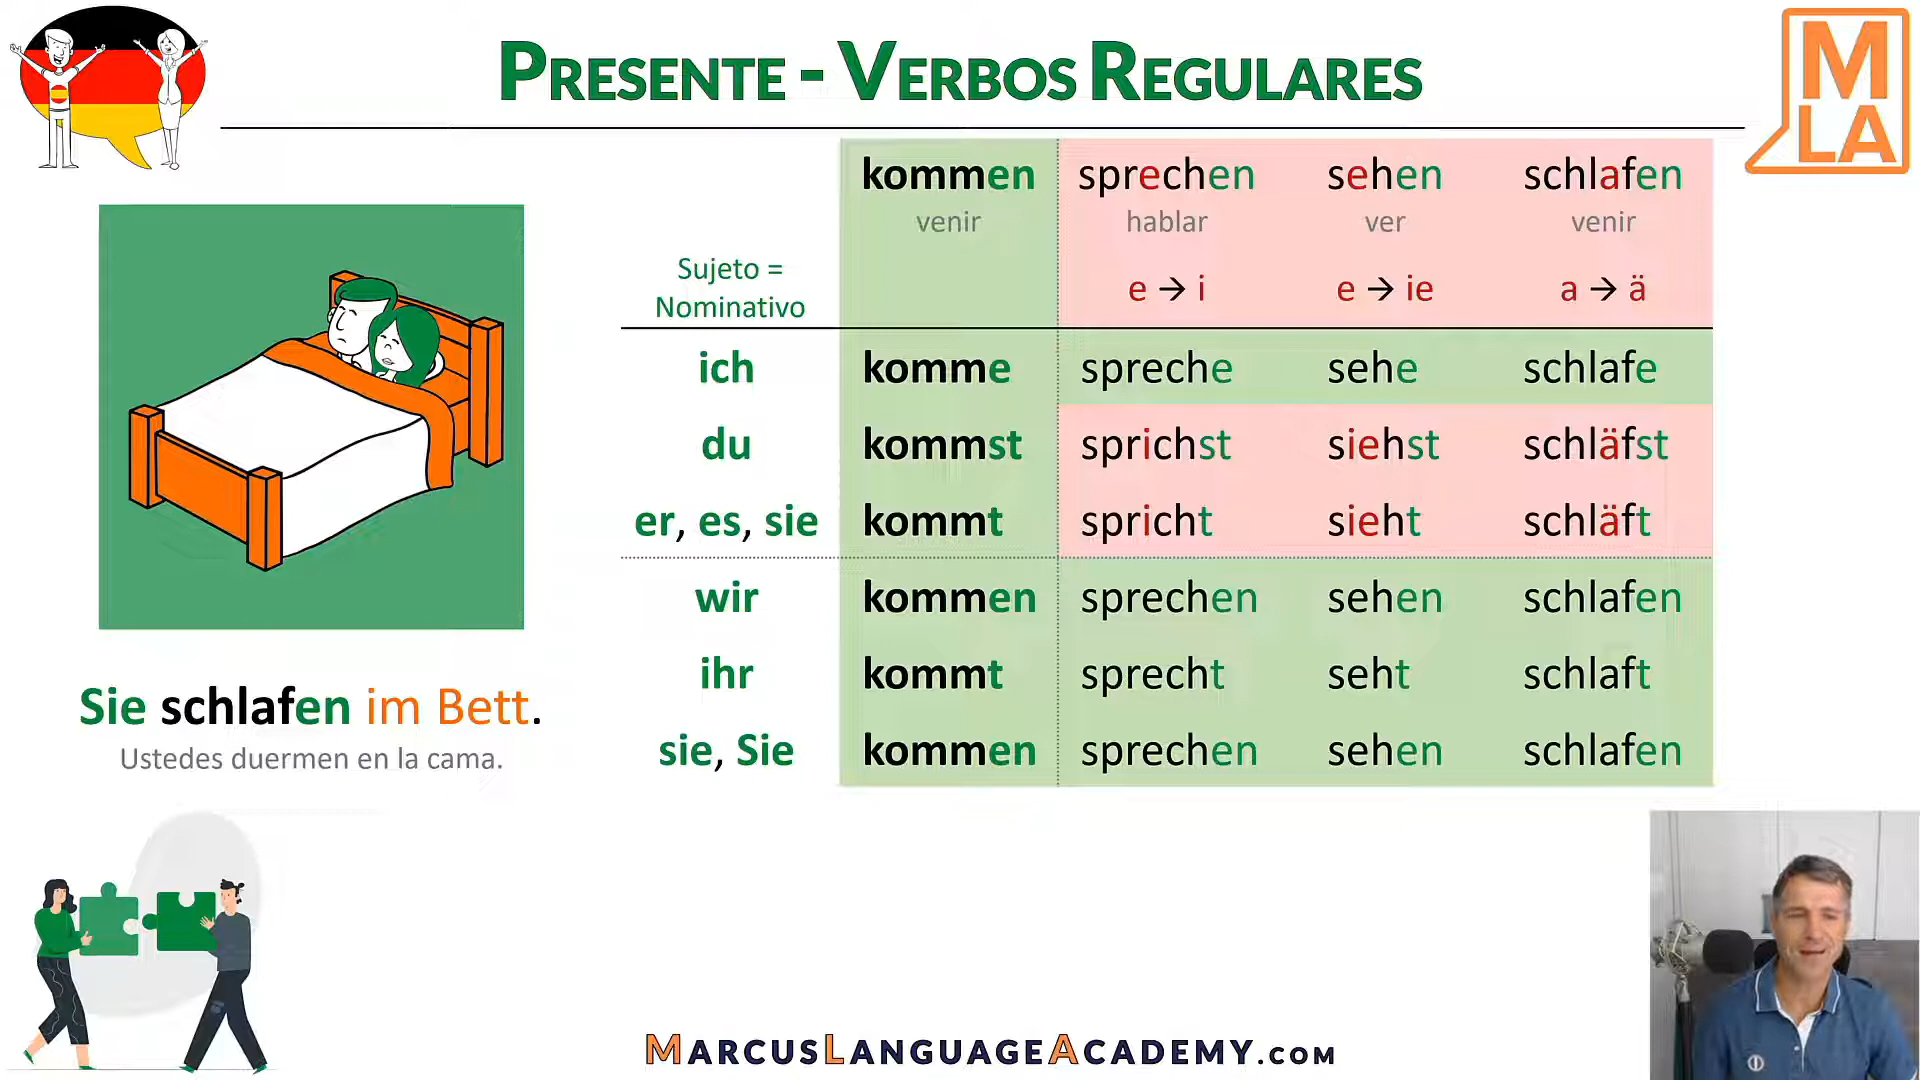 PRESENTE - VERBOS REGULARES
M
LA
kommen sprechen sehen schlafen
venir hablar ver venir
Sujeto =
Nominativo
e → i e → ie a → ä
ich komme spreche sehe schlafe
du kommst sprichst siehst schläfst
er, es, sie kommt spricht sieht schläft
wir kommen sprechen sehen schlafen
ihr kommt sprecht seht schlaft
sie, Sie kommen sprechen sehen schlafen
Sie schlafen im Bett.
Ustedes duermen en la cama.
MARCUSLANGUAGEACADEMY.COM